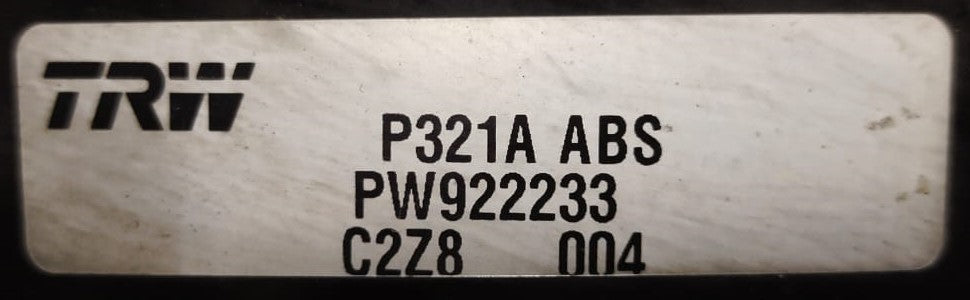 TRW
P321A ABS
PW922233
C2Z8 004